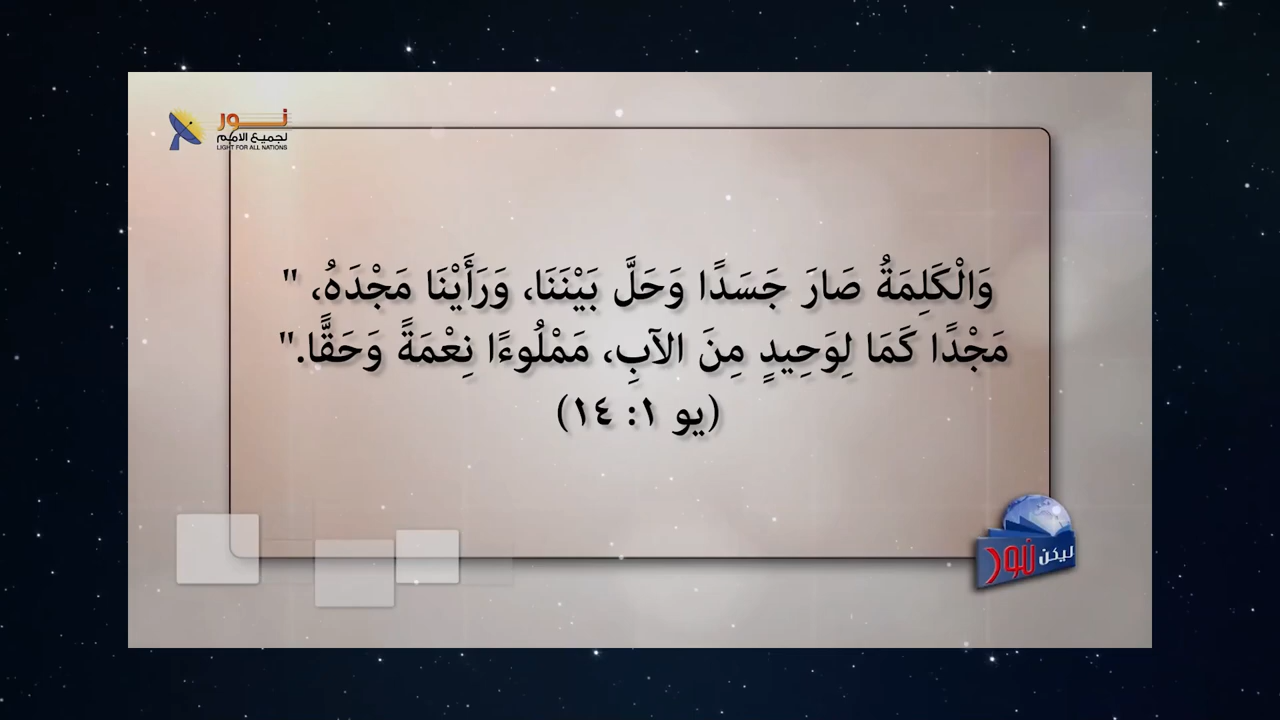 نور
لجميع الامم
LIGHT FOR ALL NATIONS
وَالْكَلِمَةُ صَارَ جَسَدًا وَحَلَّ بَيْنَنَا، وَرَأَيْنَا مَجْدَهُ، "
مَجْدًا كَمَا لِوَحِيدٍ مِنَ الآبِ، مَمْلُوءًا نِعْمَةً وَحَقًّا."
(يو ١: ١٤)
ليكن نور